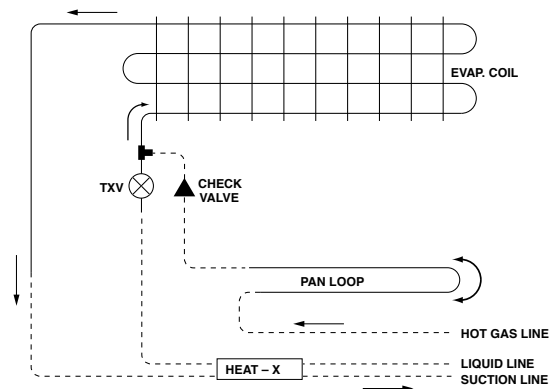 EVAP. COIL
TXV
CHECK
VALVE
PAN LOOP
HOT GAS LINE
HEAT – X
LIQUID LINE
SUCTION LINE